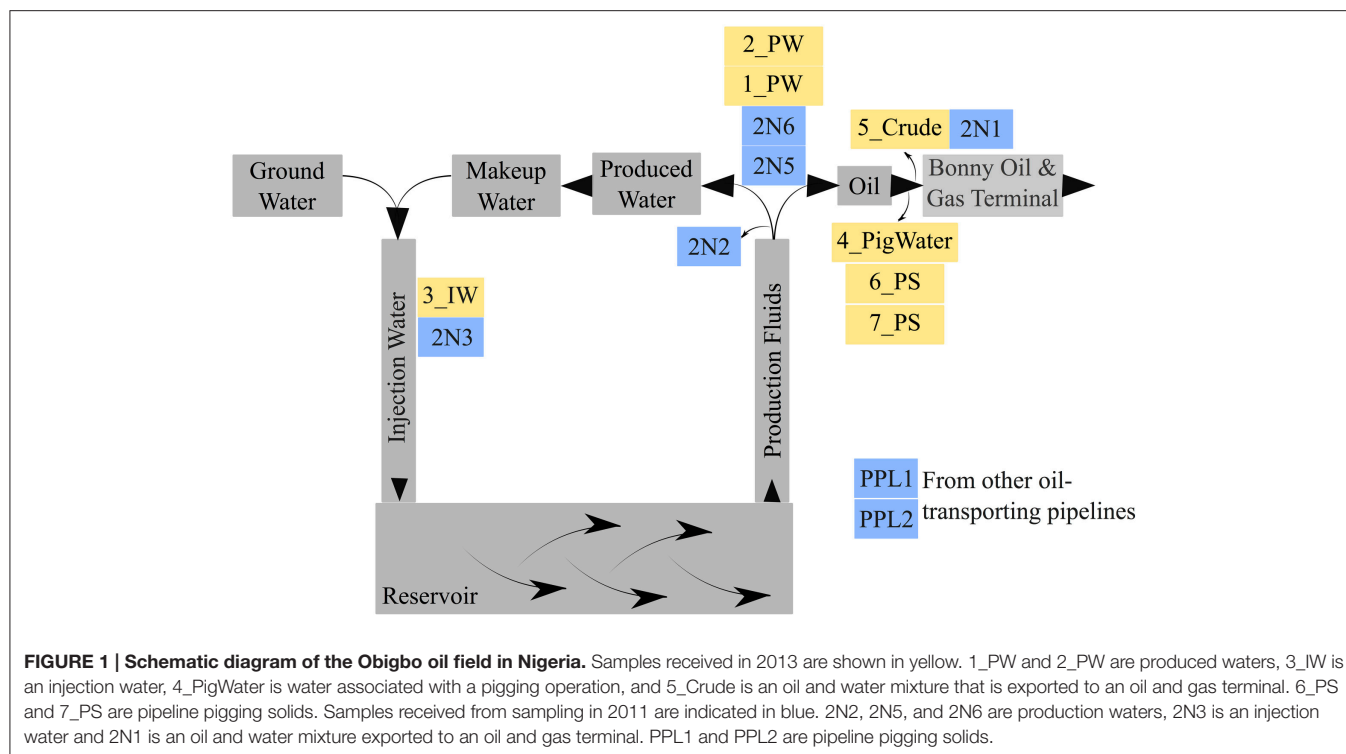 2_PW
1_PW
2N6
2N5
5_Crude 2N1
Ground
Water
Makeup
Water
Produced
Water
Oil
Bonny Oil &
Gas Terminal
2N2
4_PigWater
6_PS
7_PS
3_IW
2N3
Injection Water
Production Fluids
PPL1
PPL2
From other oil-
transporting pipelines
Reservoir
FIGURE 1 | Schematic diagram of the Obigbo oil field in Nigeria. Samples received in 2013 are shown in yellow. 1_PW and 2_PW are produced waters, 3_IW is
an injection water, 4_PigWater is water associated with a pigging operation, and 5_Crude is an oil and water mixture that is exported to an oil and gas terminal. 6_PS
and 7_PS are pipeline pigging solids. Samples received from sampling in 2011 are indicated in blue. 2N2, 2N5, and 2N6 are production waters, 2N3 is an injection
water and 2N1 is an oil and water mixture exported to an oil and gas terminal. PPL1 and PPL2 are pipeline pigging solids.